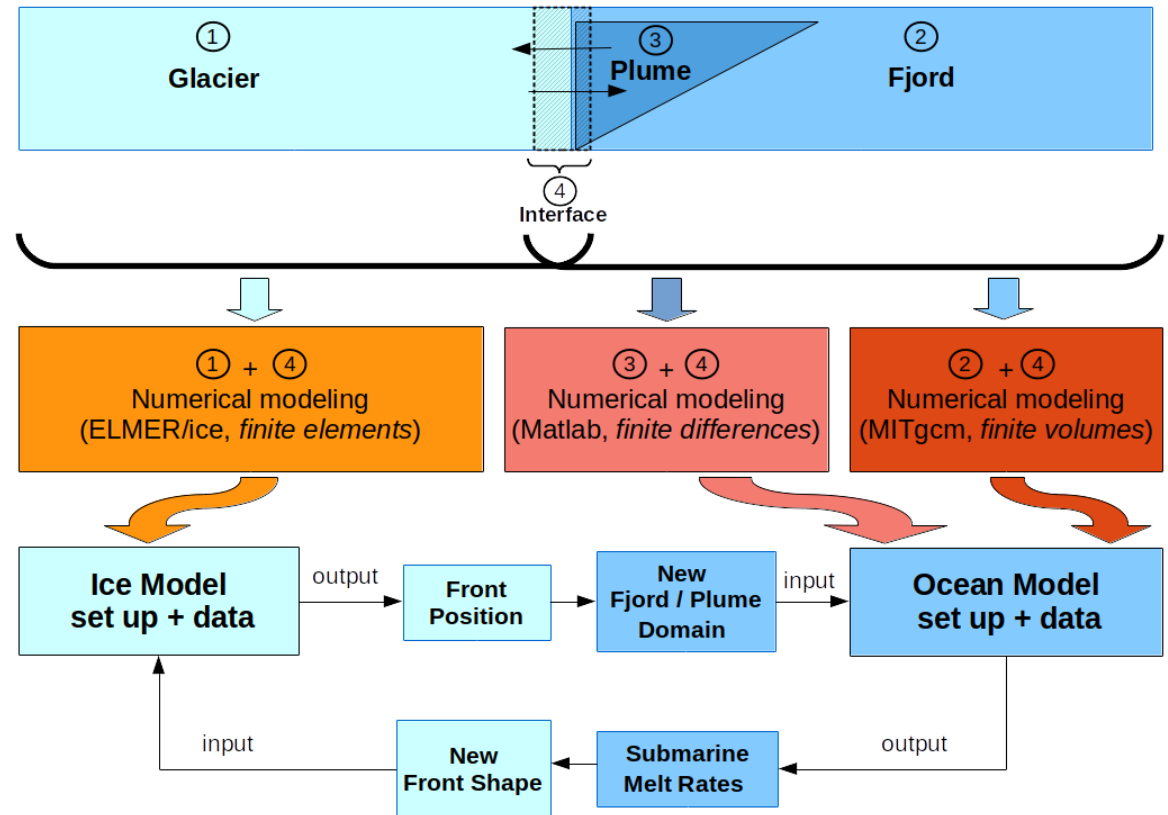 ①
Glacier
③
Plume
②
Fjord
④
Interface
① + ④
Numerical modeling
(ELMER/ice, finite elements)
③ + ④
Numerical modeling
(Matlab, finite differences)
② + ④
Numerical modeling
(MITgcm, finite volumes)
Ice Model
set up + data
output
Front
Position
New
Fjord / Plume
Domain
input
Ocean Model
set up + data
input
New
Front Shape
Submarine
Melt Rates
output